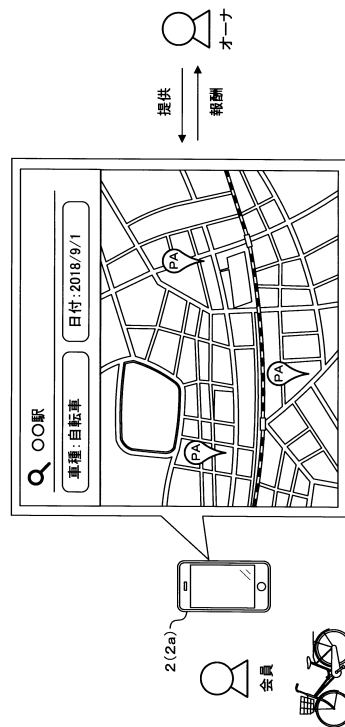 ○○駅
車種:自転車
日付:2018/9/1
PA
PA
PA
提供
報酬
オーナ
2(2a)
会員